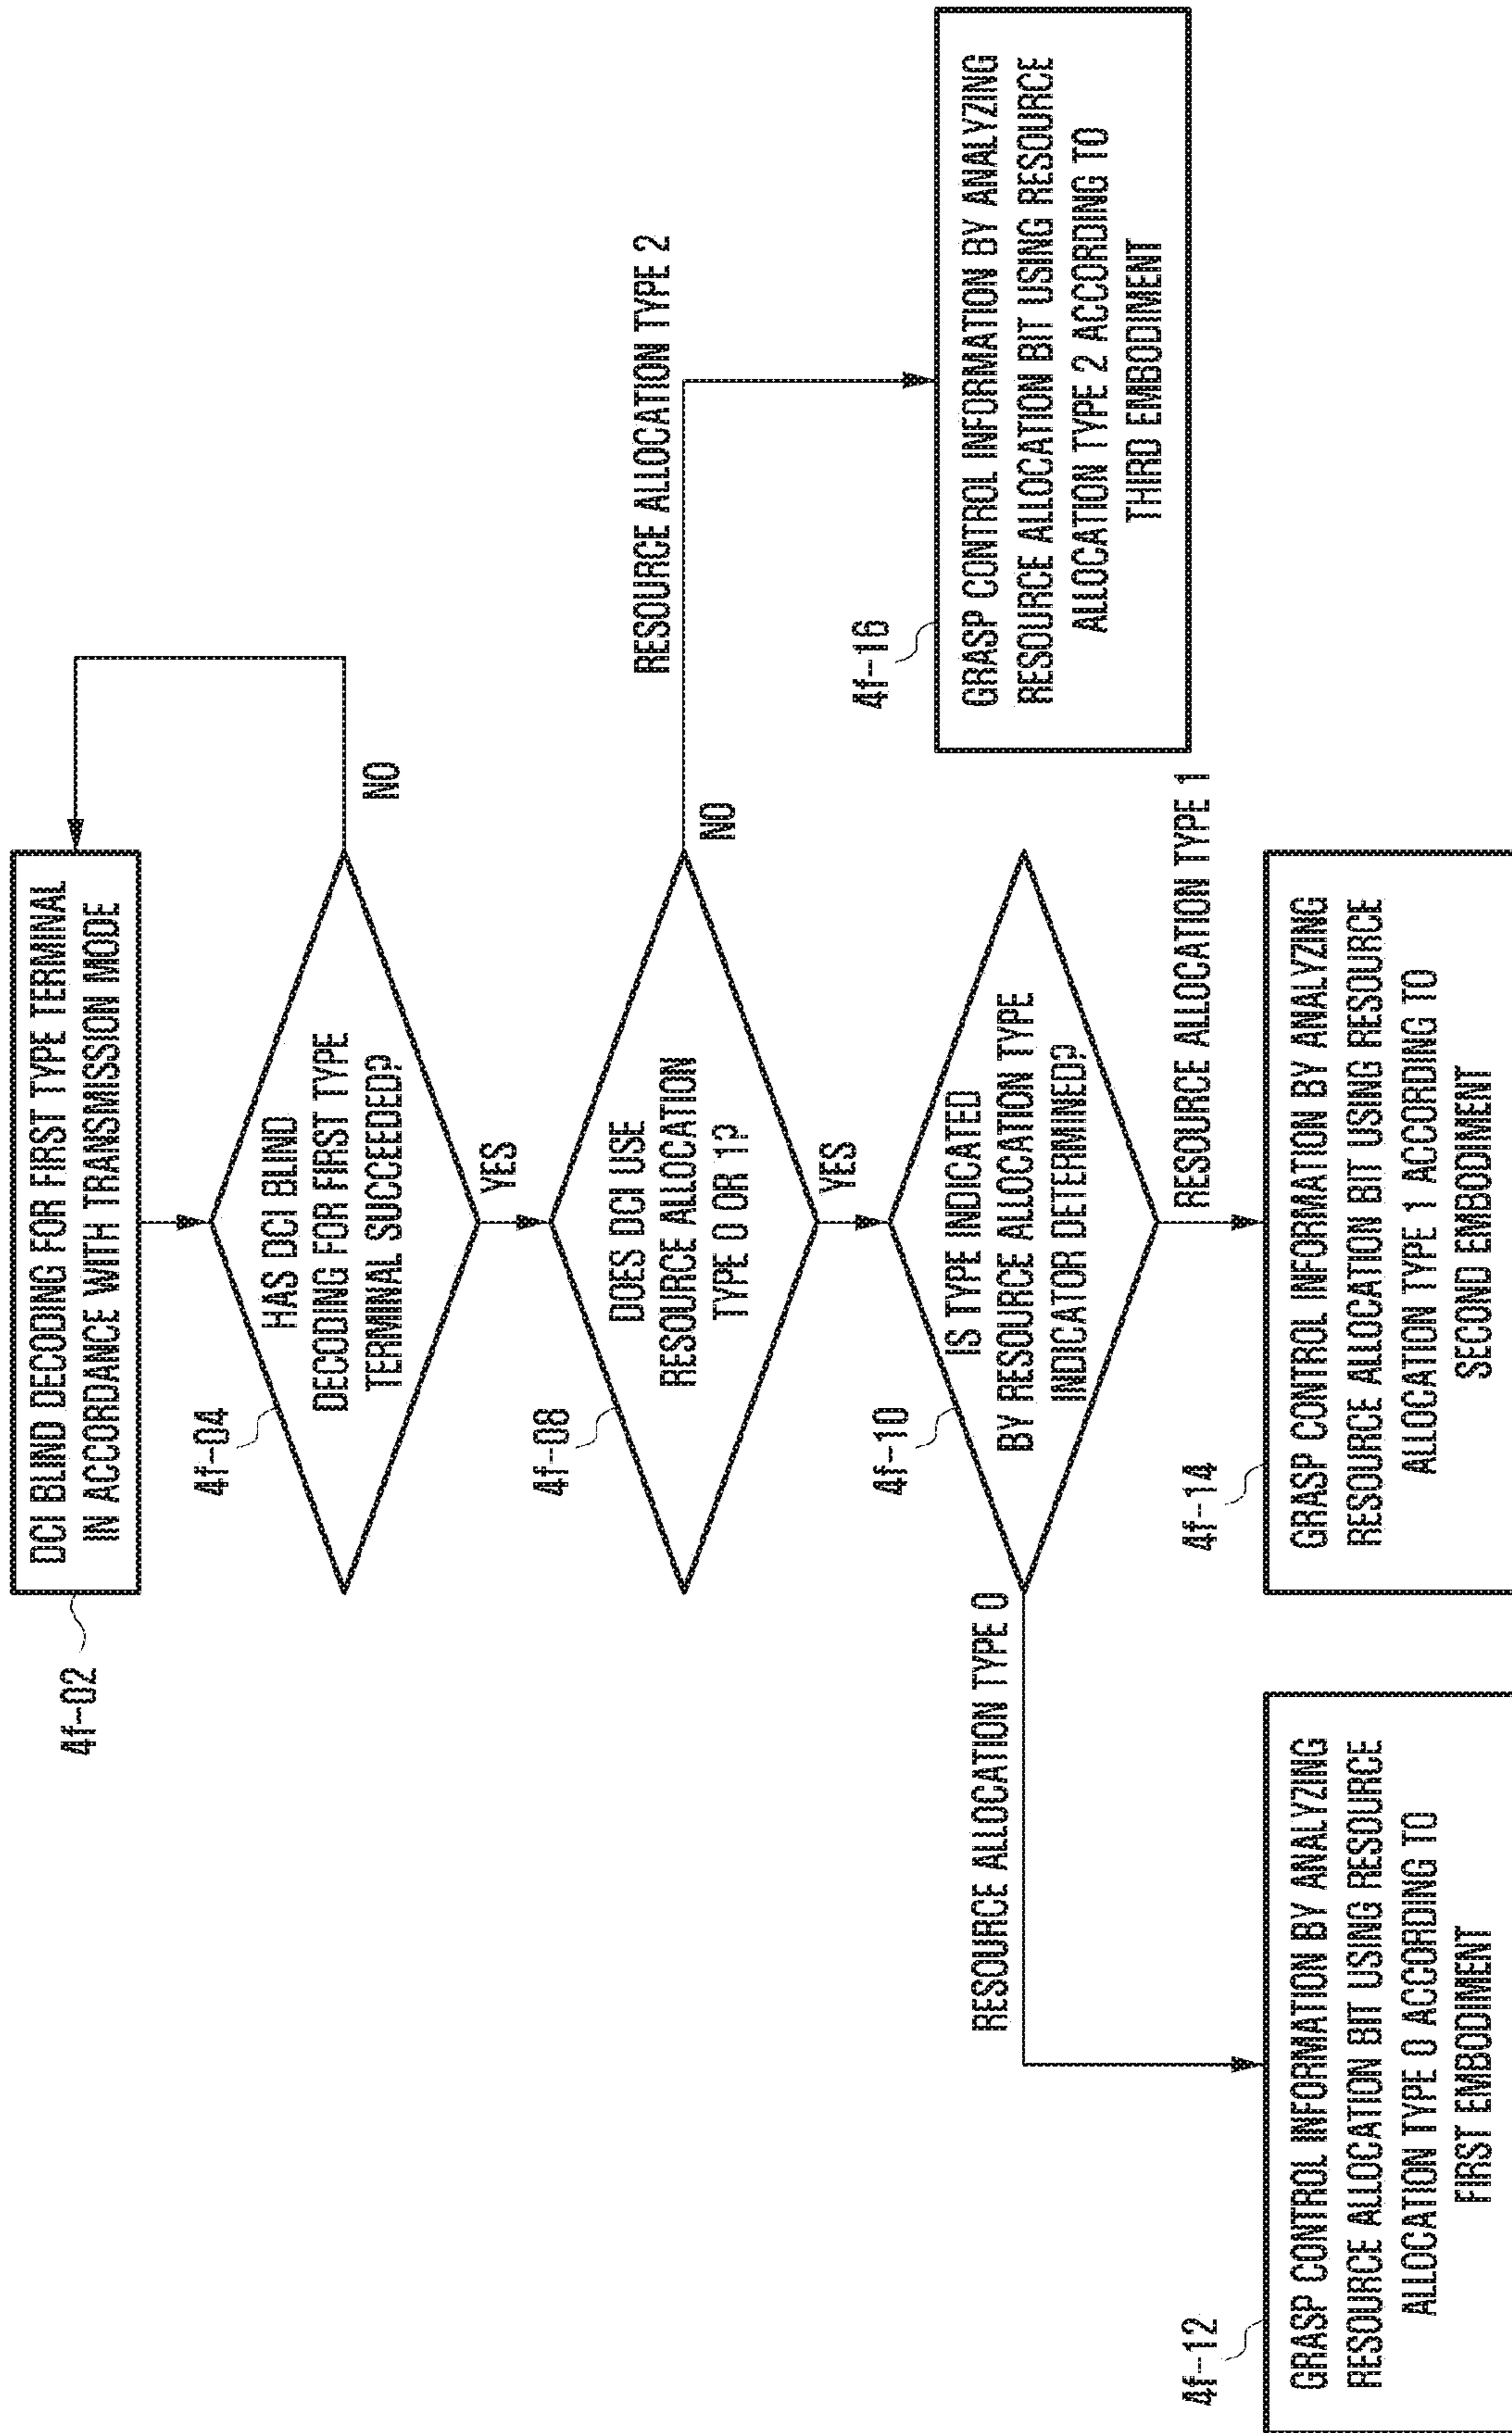 4f-02
DCI BLIND DECODING FOR FIRST TYPE TERMINAL
IN ACCORDANCE WITH TRANSMISSION MODE
4f-04
HAS DCI BLIND
DECODING FOR FIRST TYPE
TERMINAL SUCCEEDED?
NO
YES
4f-08
DOES DCI USE
RESOURCE ALLOCATION
TYPE 0 OR 1?
NO
RESOURCE ALLOCATION TYPE 2
YES
4f-10
IS TYPE INDICATED
BY RESOURCE ALLOCATION TYPE
INDICATOR DETERMINED?
4f-16
GRASP CONTROL INFORMATION BY ANALYZING
RESOURCE ALLOCATION BIT USING RESOURCE
ALLOCATION TYPE 2 ACCORDING TO
THIRD EMBODIMENT
RESOURCE ALLOCATION TYPE 0
RESOURCE ALLOCATION TYPE 1
4f-12
GRASP CONTROL INFORMATION BY ANALYZING
RESOURCE ALLOCATION BIT USING RESOURCE
ALLOCATION TYPE 0 ACCORDING TO
FIRST EMBODIMENT
4f-14
GRASP CONTROL INFORMATION BY ANALYZING
RESOURCE ALLOCATION BIT USING RESOURCE
ALLOCATION TYPE 1 ACCORDING TO
SECOND EMBODIMENT